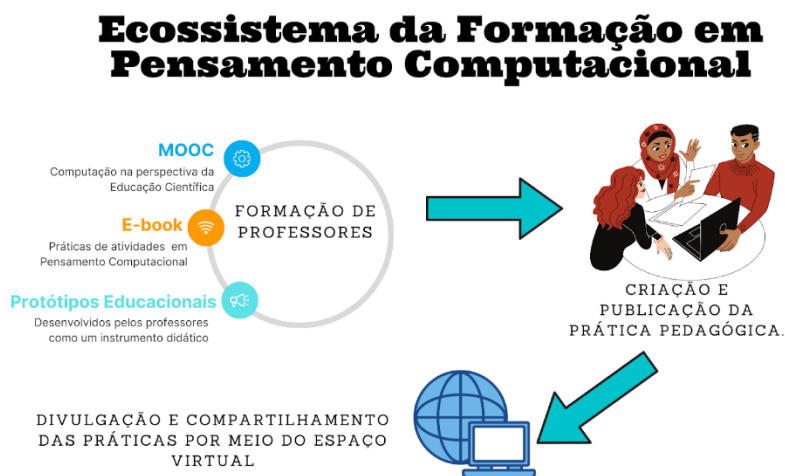 Ecossistema da Formação em
Pensamento Computacional
MOOC
Computação na perspectiva da
Educação Científica
E-book
Práticas de atividades em
Pensamento Computacional
Protótipos Educacionais
Desenvolvidos pelos professores
como um instrumento didático
FORMAÇÃO DE
PROFESSORES
CRIAÇÃO E
PUBLICAÇÃO DA
PRÁTICA PEDAGÓGICA.
DIVULGAÇÃO E COMPARTILHAMENTO
DAS PRÁTICAS POR MEIO DO ESPAÇO
VIRTUAL